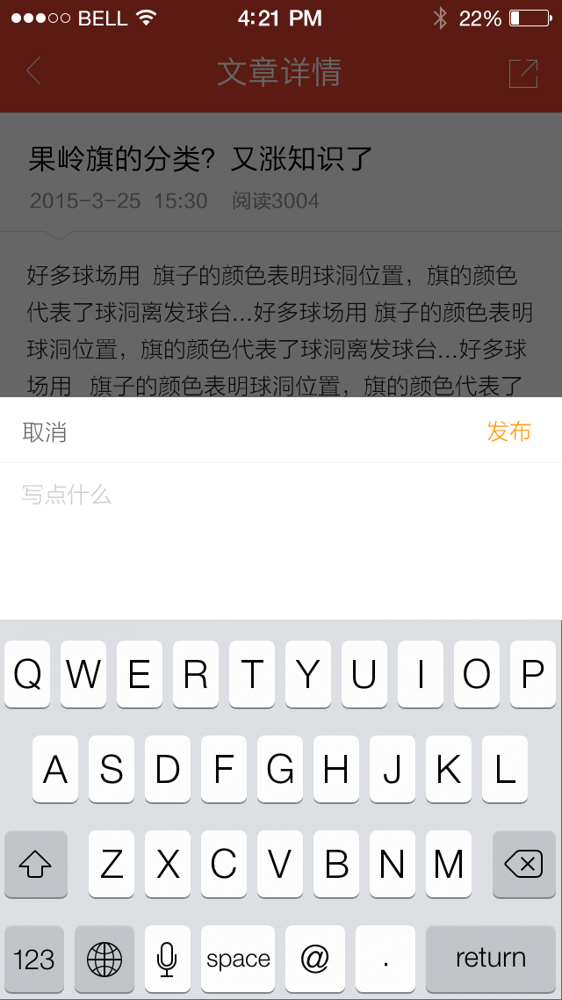 BELL 4:21 PM 22%
文章详情
果岭旗的分类？又涨知识了
2015-3-25 15:30 阅读3004
好多球场用 旗子的颜色表明球洞位置，旗的颜色
代表了球洞离发球台...好多球场用 旗子的颜色表明
球洞位置，旗的颜色代表了球洞离发球台...好多球
场用 旗子的颜色表明球洞位置，旗的颜色代表了
取消 发布
写点什么
Q W E R T Y U I O P
A S D F G H J K L
Z X C V B N M
123 space @ . return